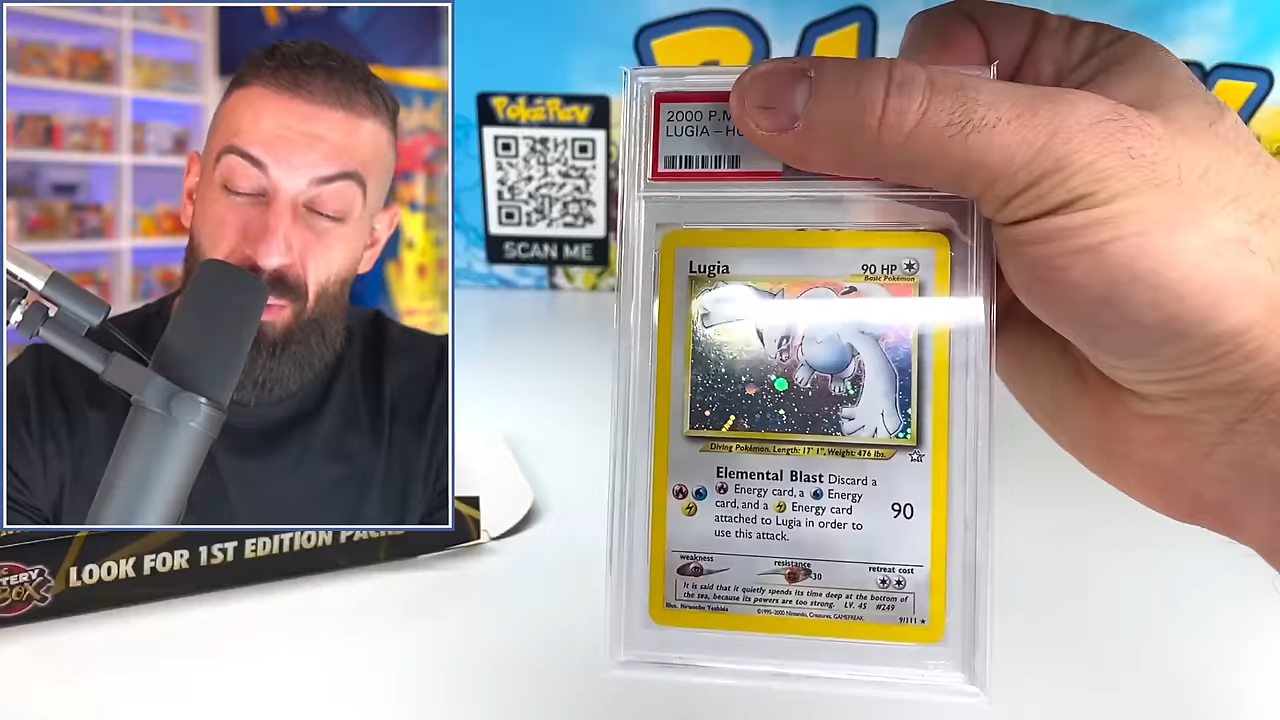 PokéRev
SCAN ME
2000 P.M
LUGIA – HO
Lugia
90 HP
Basic Pokémon
Diving Pokémon. Length: 17' 1", Weight: 476 lbs.
Elemental Blast Discard a
Energy card, a Energy
card, and a Energy card
attached to Lugia in order to
use this attack.
90
weakness
resistance
-30
retreat cost
It is said that it quietly spends its time deep at the bottom of
the sea, because its powers are too strong. LV. 45 #249
Illus. Hironobu Yoshida
©1995-2000 Nintendo, Creatures, GAMEFREAK.
9/111 ★
LOOK FOR 1ST EDITION PACKS
BOX